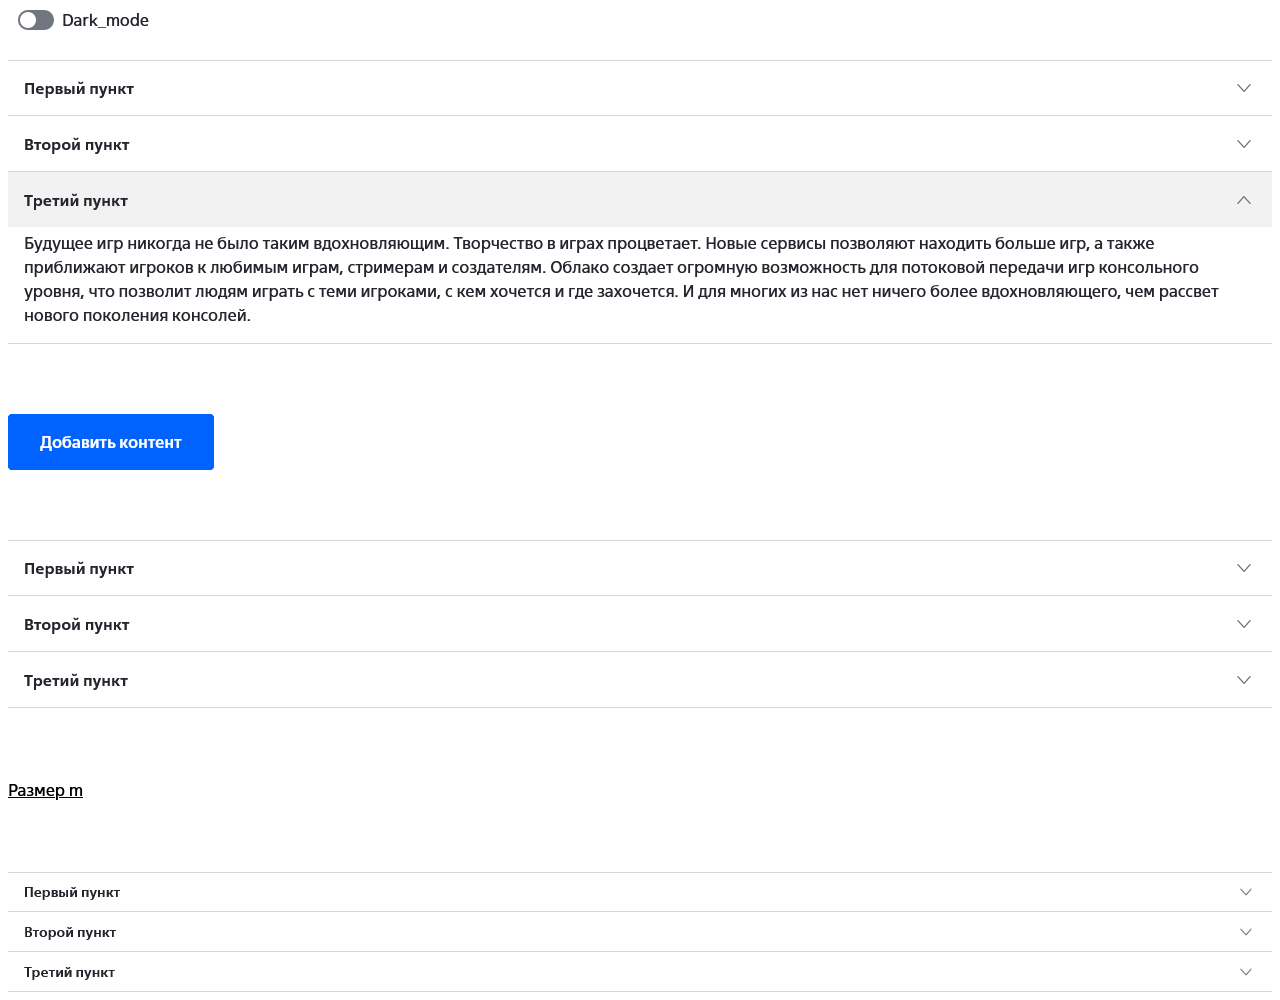 Dark_mode
Первый пункт
Второй пункт
Третий пункт
Будущее игр никогда не было таким вдохновляющим. Творчество в играх процветает. Новые сервисы позволяют находить больше игр, а также
приближают игроков к любимым играм, стримерам и создателям. Облако создает огромную возможность для потоковой передачи игр консольного
уровня, что позволит людям играть с теми игроками, с кем хочется и где захочется. И для многих из нас нет ничего более вдохновляющего, чем рассвет
нового поколения консолей.
Добавить контент
Первый пункт
Второй пункт
Третий пункт
Размер m
Первый пункт
Второй пункт
Третий пункт